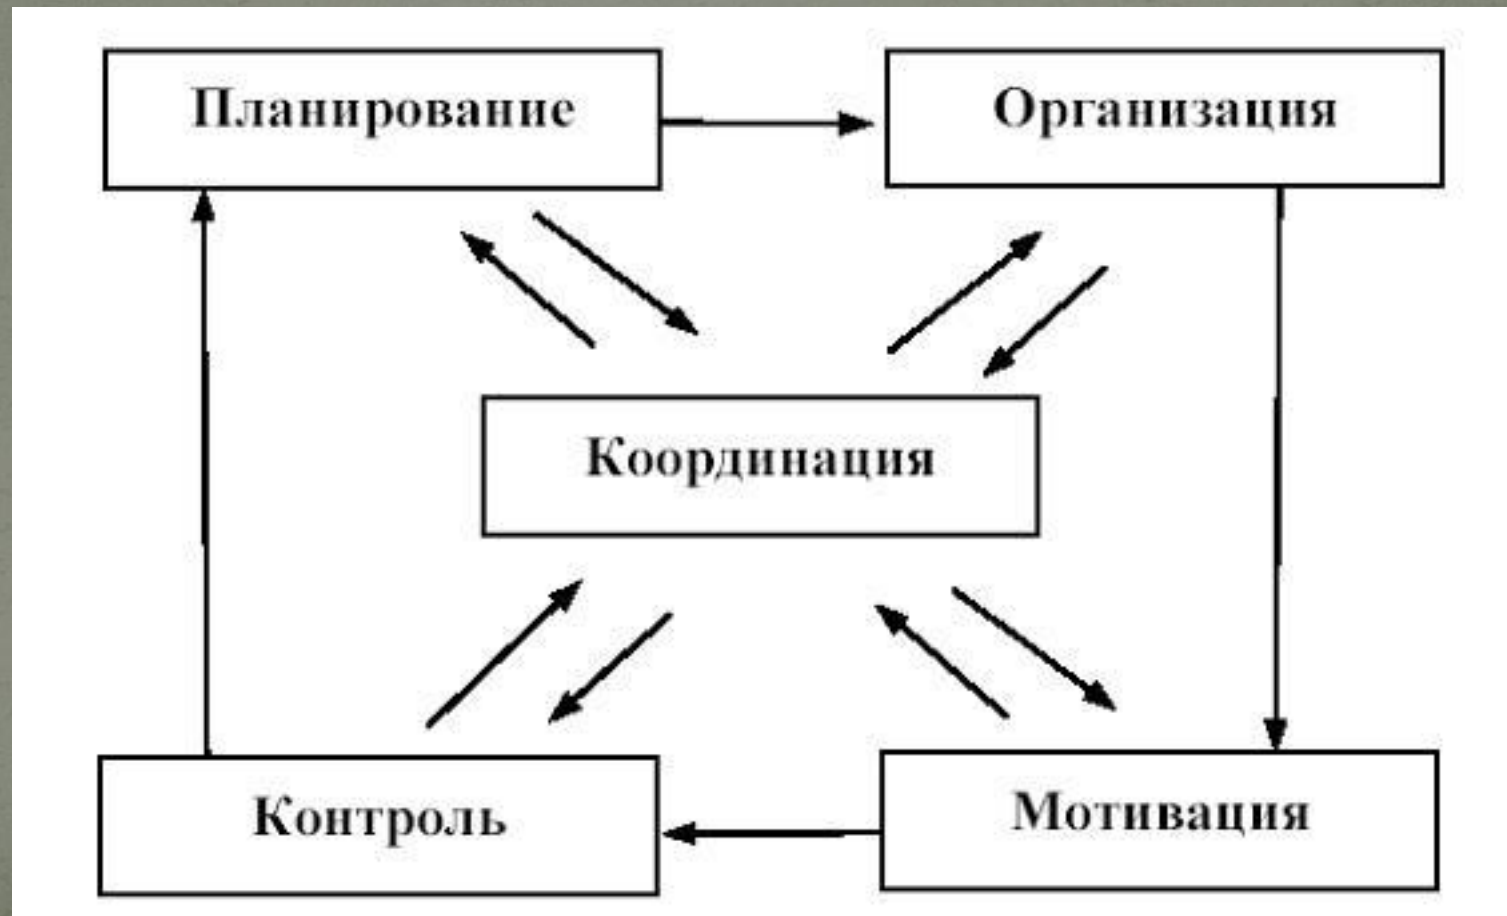 Планирование
Организация
Координация
Контроль
Мотивация